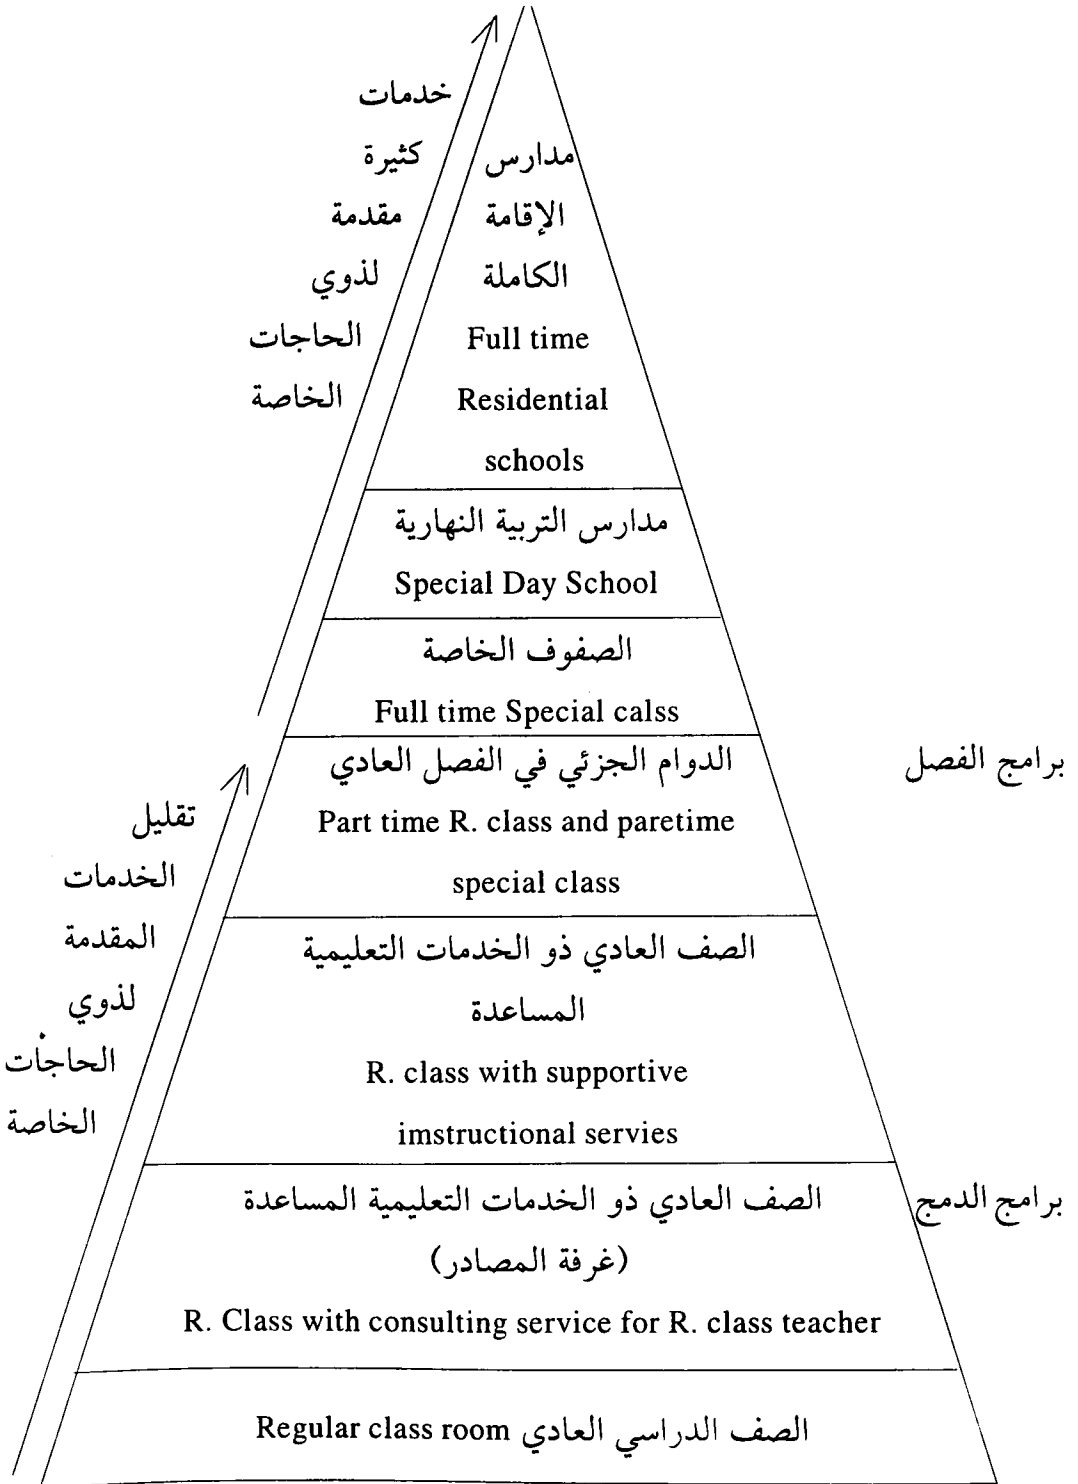 خدمات
كثيرة
مقدمة
لذوي
الحاجات
الخاصة
مدارس
الإقامة
الكاملة
Full time
Residential
schools
مدارس التربية النهارية
Special Day School
الصفوف الخاصة
Full time Special calss
برامج الفصل
الدوام الجزئي في الفصل العادي
Part time R. class and paretime
special class
تقليل
الخدمات
المقدمة
لذوي
الحاجات
الخاصة
الصف العادي ذو الخدمات التعليمية
المساعدة
R. class with supportive
imstructional servies
برامج الدمج
الصف العادي ذو الخدمات التعليمية المساعدة
(غرفة المصادر)
R. Class with consulting service for R. class teacher
الصف الدراسي العادي Regular class room